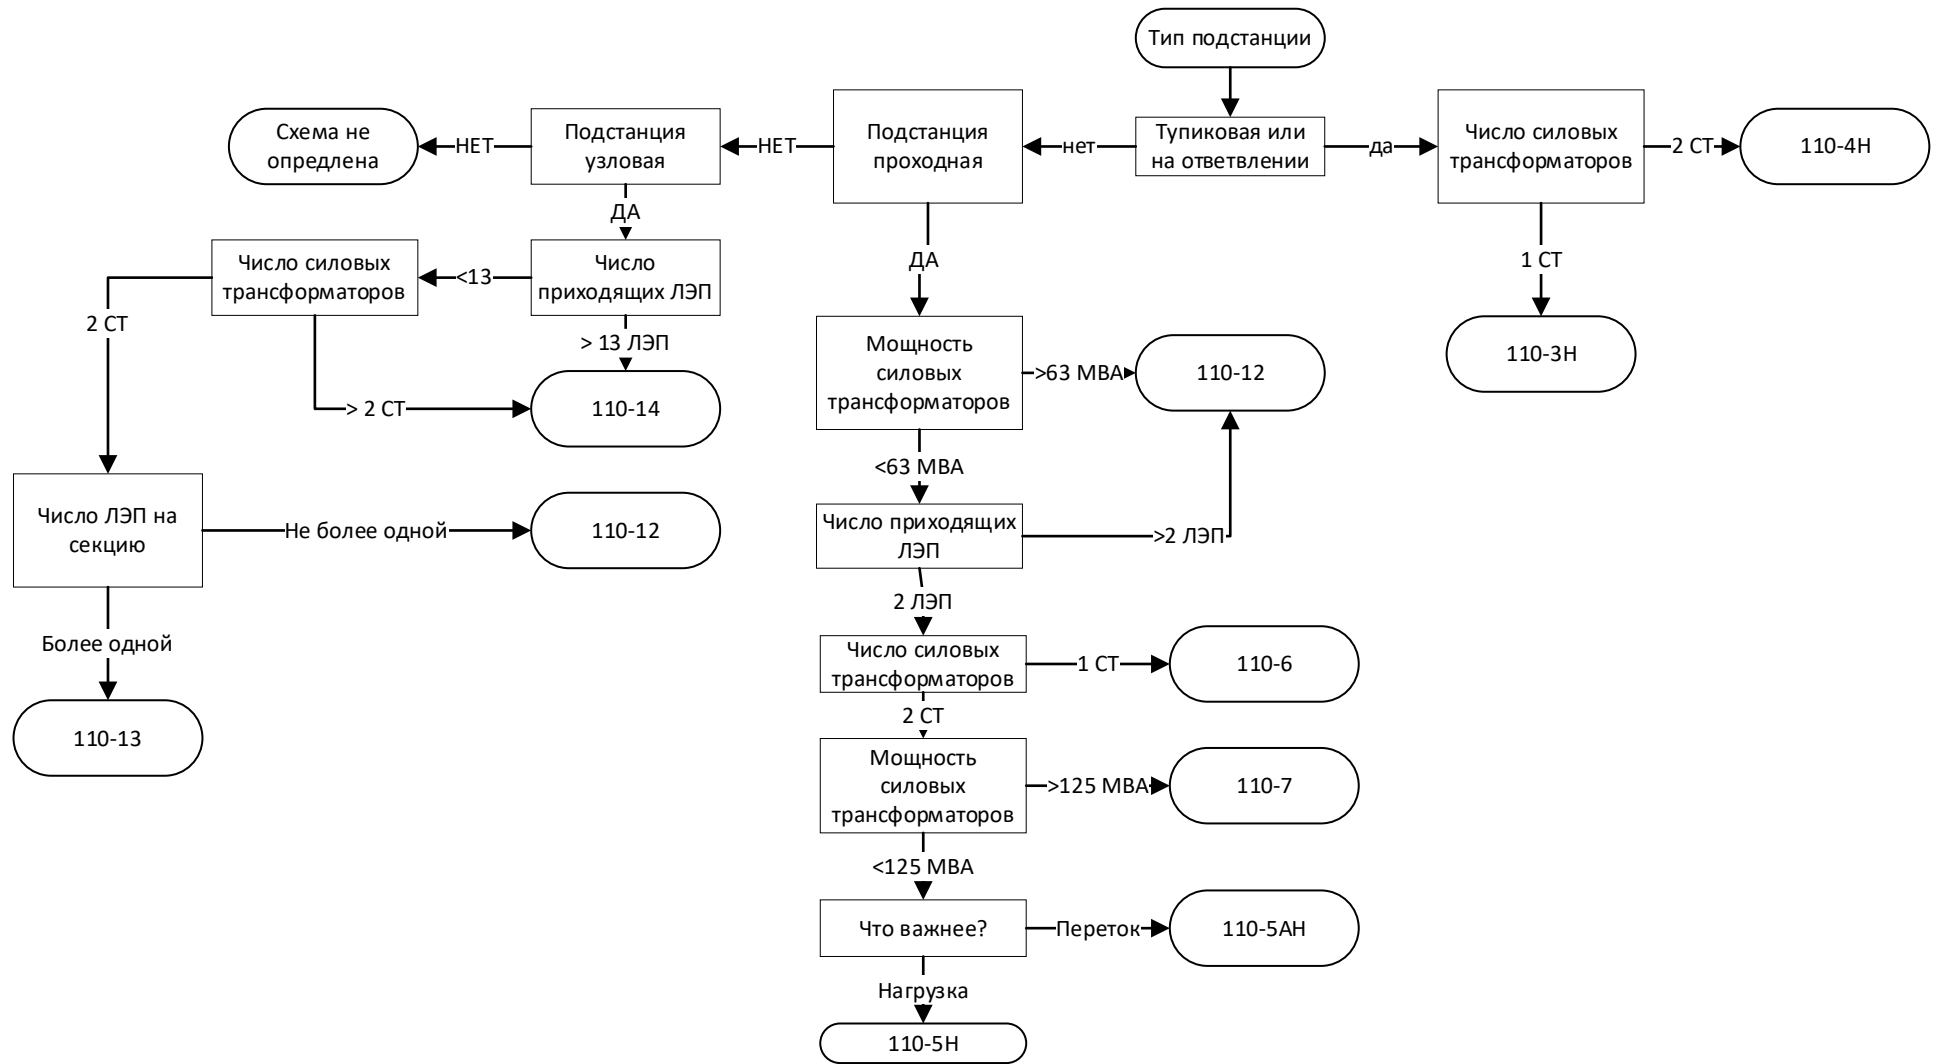 Тип подстанции
Схема не
опредлена
НЕТ
Подстанция
узловая
НЕТ
Подстанция
проходная
нет
Тупиковая или
на ответвлении
да
Число силовых
трансформаторов
2 СТ
110-4Н
ДА
ДА
1 СТ
110-3Н
Число силовых
трансформаторов
<13
Число
приходящих ЛЭП
2 СТ
> 13 ЛЭП
> 2 СТ
110-14
Мощность
силовых
трансформаторов
>63 МВА
110-12
<63 МВА
Число ЛЭП на
секцию
Не более одной
110-12
Число приходящих
ЛЭП
>2 ЛЭП
2 ЛЭП
Более одной
110-13
Число силовых
трансформаторов
1 СТ
110-6
2 СТ
Мощность
силовых
трансформаторов
>125 МВА
110-7
<125 МВА
Что важнее?
Переток
110-5АН
Нагрузка
110-5Н